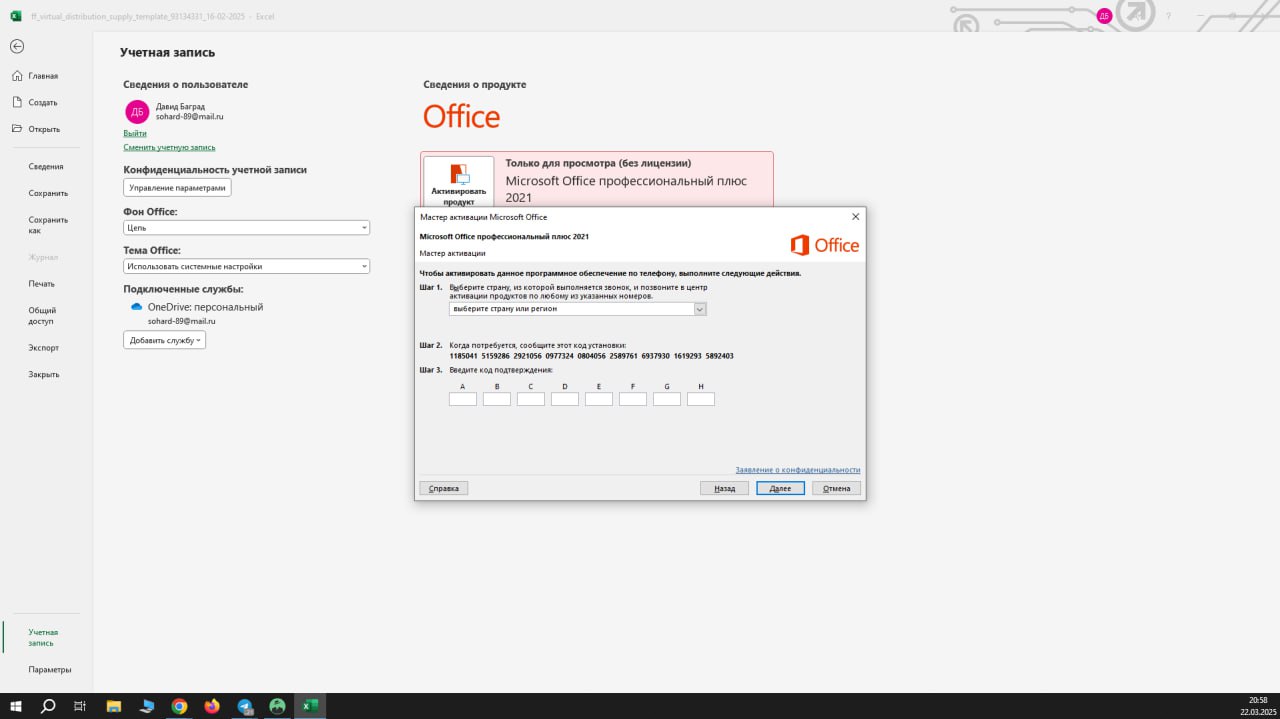 ff_virtual_distribution_supply_template_93134331_16-02-2025 - Excel
ДБ
?
Учетная запись
Главная
Создать
Открыть
Сведения
Сохранить
Сохранить
как
Журнал
Печать
Общий
доступ
Экспорт
Закрыть
Учетная
запись
Параметры
Сведения о пользователе
ДБ
Давид Баград
sohard-89@mail.ru
Выйти
Сменить учетную запись
Конфиденциальность учетной записи
Управление параметрами
Фон Office:
Цепь
Тема Office:
Использовать системные настройки
Подключенные службы:
OneDrive: персональный
sohard-89@mail.ru
Добавить службу
Сведения о продукте
Office
Активировать
продукт
Только для просмотра (без лицензии)
Microsoft Office профессиональный плюс
2021
Мастер активации Microsoft Office
Microsoft Office профессиональный плюс 2021
Мастер активации
Office
Чтобы активировать данное программное обеспечение по телефону, выполните следующие действия.
Шаг 1. Выберите страну, из которой выполняется звонок, и позвоните в центр
активации продуктов по любому из указанных номеров.
выберите страну или регион
Шаг 2. Когда потребуется, сообщите этот код установки:
1185041 5159286 2921056 0977324 0804056 2589761 6937930 1619293 5892403
Шаг 3. Введите код подтверждения:
A B C D E F G H
Заявление о конфиденциальности
Справка
Назад
Далее
Отмена
20:58
22.03.2025